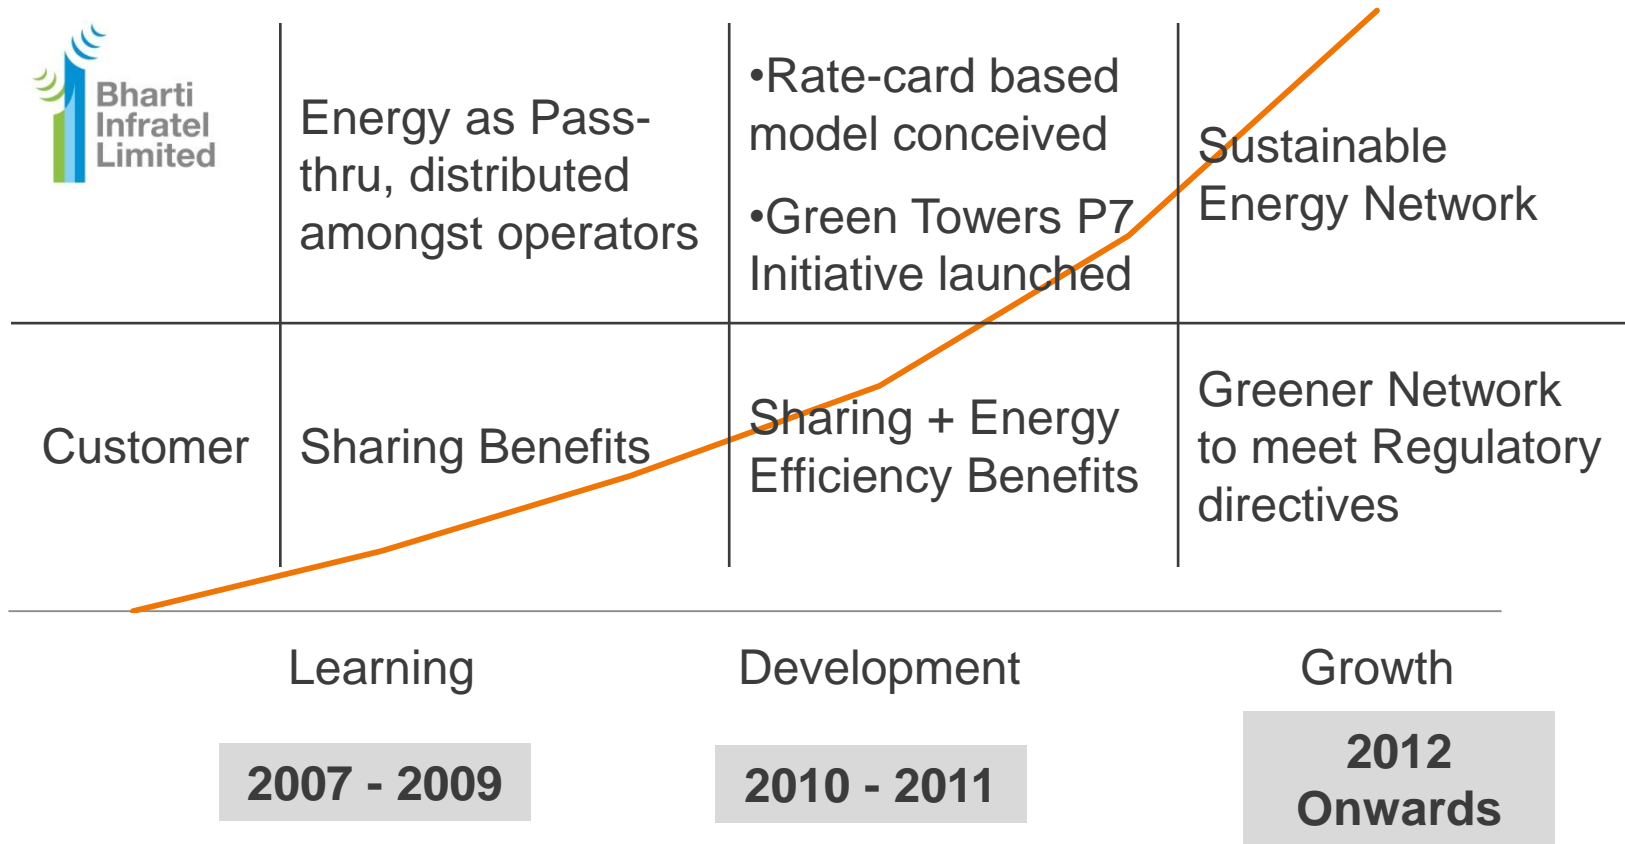 Bharti
Infratel
Limited
Energy as Pass-
thru, distributed
amongst operators
•Rate-card based
model conceived
•Green Towers P7
Initiative launched
Sustainable
Energy Network
Customer
Sharing Benefits
Sharing + Energy
Efficiency Benefits
Greener Network
to meet Regulatory
directives
Learning
Development
Growth
2007 - 2009
2010 - 2011
2012
Onwards